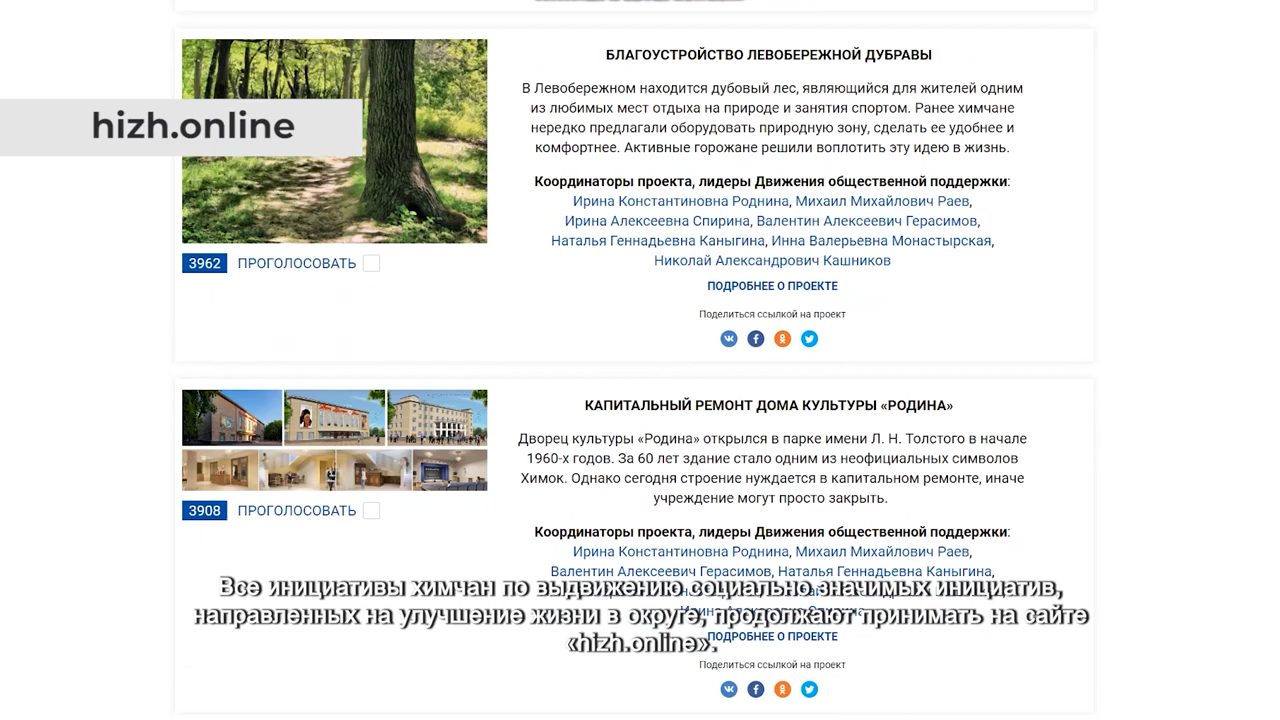 БЛАГОУСТРОЙСТВО ЛЕВОБЕРЕЖНОЙ ДУБРАВЫ
В Левобережном находится дубовый лес, являющийся для жителей одним
из любимых мест отдыха на природе и занятия спортом. Ранее химчане
нередко предлагали оборудовать природную зону, сделать ее удобнее и
комфортнее. Активные горожане решили воплотить эту идею в жизнь.
hizh.online
Координаторы проекта, лидеры Движения общественной поддержки:
Ирина Константиновна Роднина, Михаил Михайлович Раев,
Ирина Алексеевна Спирина, Валентин Алексеевич Герасимов,
Наталья Геннадьевна Каныгина, Инна Валерьевна Монастырская,
Николай Александрович Кашников
3962 ПРОГОЛОСОВАТЬ
ПОДРОБНЕЕ О ПРОЕКТЕ
Поделиться ссылкой на проект
КАПИТАЛЬНЫЙ РЕМОНТ ДОМА КУЛЬТУРЫ «РОДИНА»
Дворец культуры «Родина» открылся в парке имени Л. Н. Толстого в начале
1960-х годов. За 60 лет здание стало одним из неофициальных символов
Химок. Однако сегодня строение нуждается в капитальном ремонте, иначе
учреждение могут просто закрыть.
3908 ПРОГОЛОСОВАТЬ
Координаторы проекта, лидеры Движения общественной поддержки:
Ирина Константиновна Роднина, Михаил Михайлович Раев,
Валентин Алексеевич Герасимов, Наталья Геннадьевна Каныгина,
Все инициативы химчан по выдвижению социально значимых инициатив,
направленных на улучшение жизни в округе, продолжают принимать на сайте
«hizh.online».
ПОДРОБНЕЕ О ПРОЕКТЕ
Поделиться ссылкой на проект